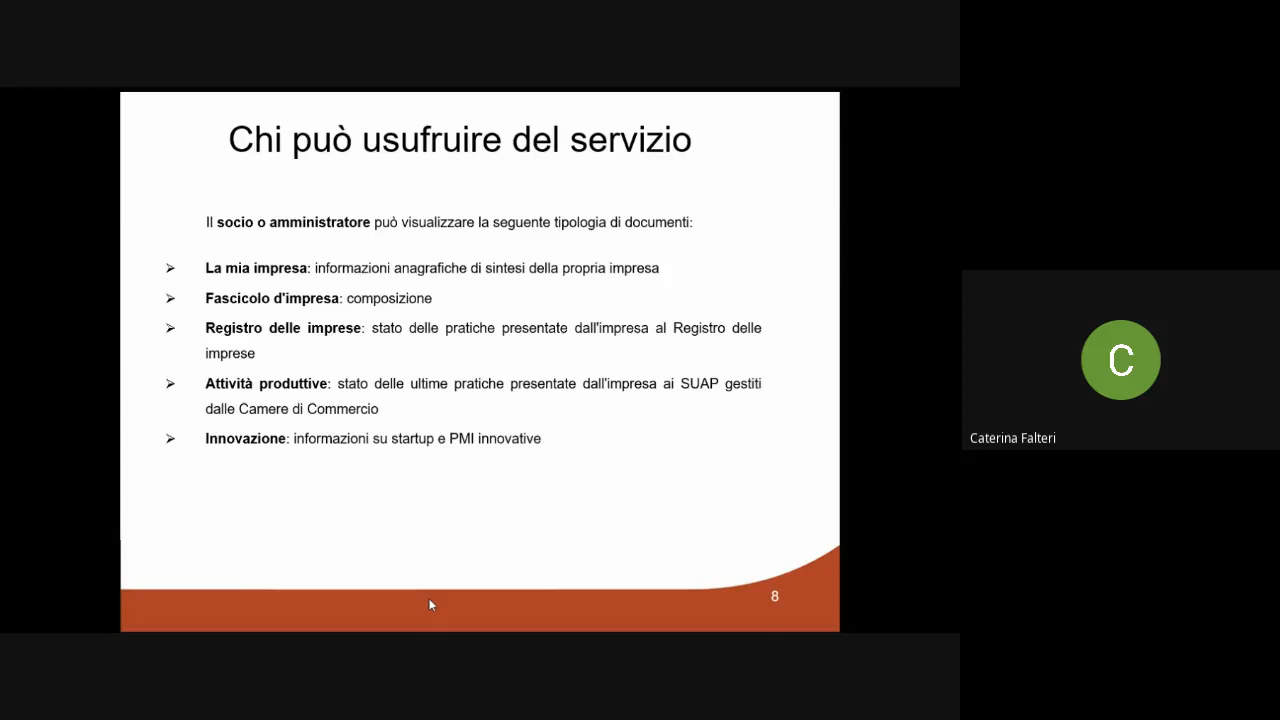 Chi può usufruire del servizio
Il socio o amministratore può visualizzare la seguente tipologia di documenti:
➢ La mia impresa: informazioni anagrafiche di sintesi della propria impresa
➢ Fascicolo d'impresa: composizione
➢ Registro delle imprese: stato delle pratiche presentate dall'impresa al Registro delle
imprese
➢ Attività produttive: stato delle ultime pratiche presentate dall'impresa ai SUAP gestiti
dalle Camere di Commercio
➢ Innovazione: informazioni su startup e PMI innovative
8
C
Caterina Falteri